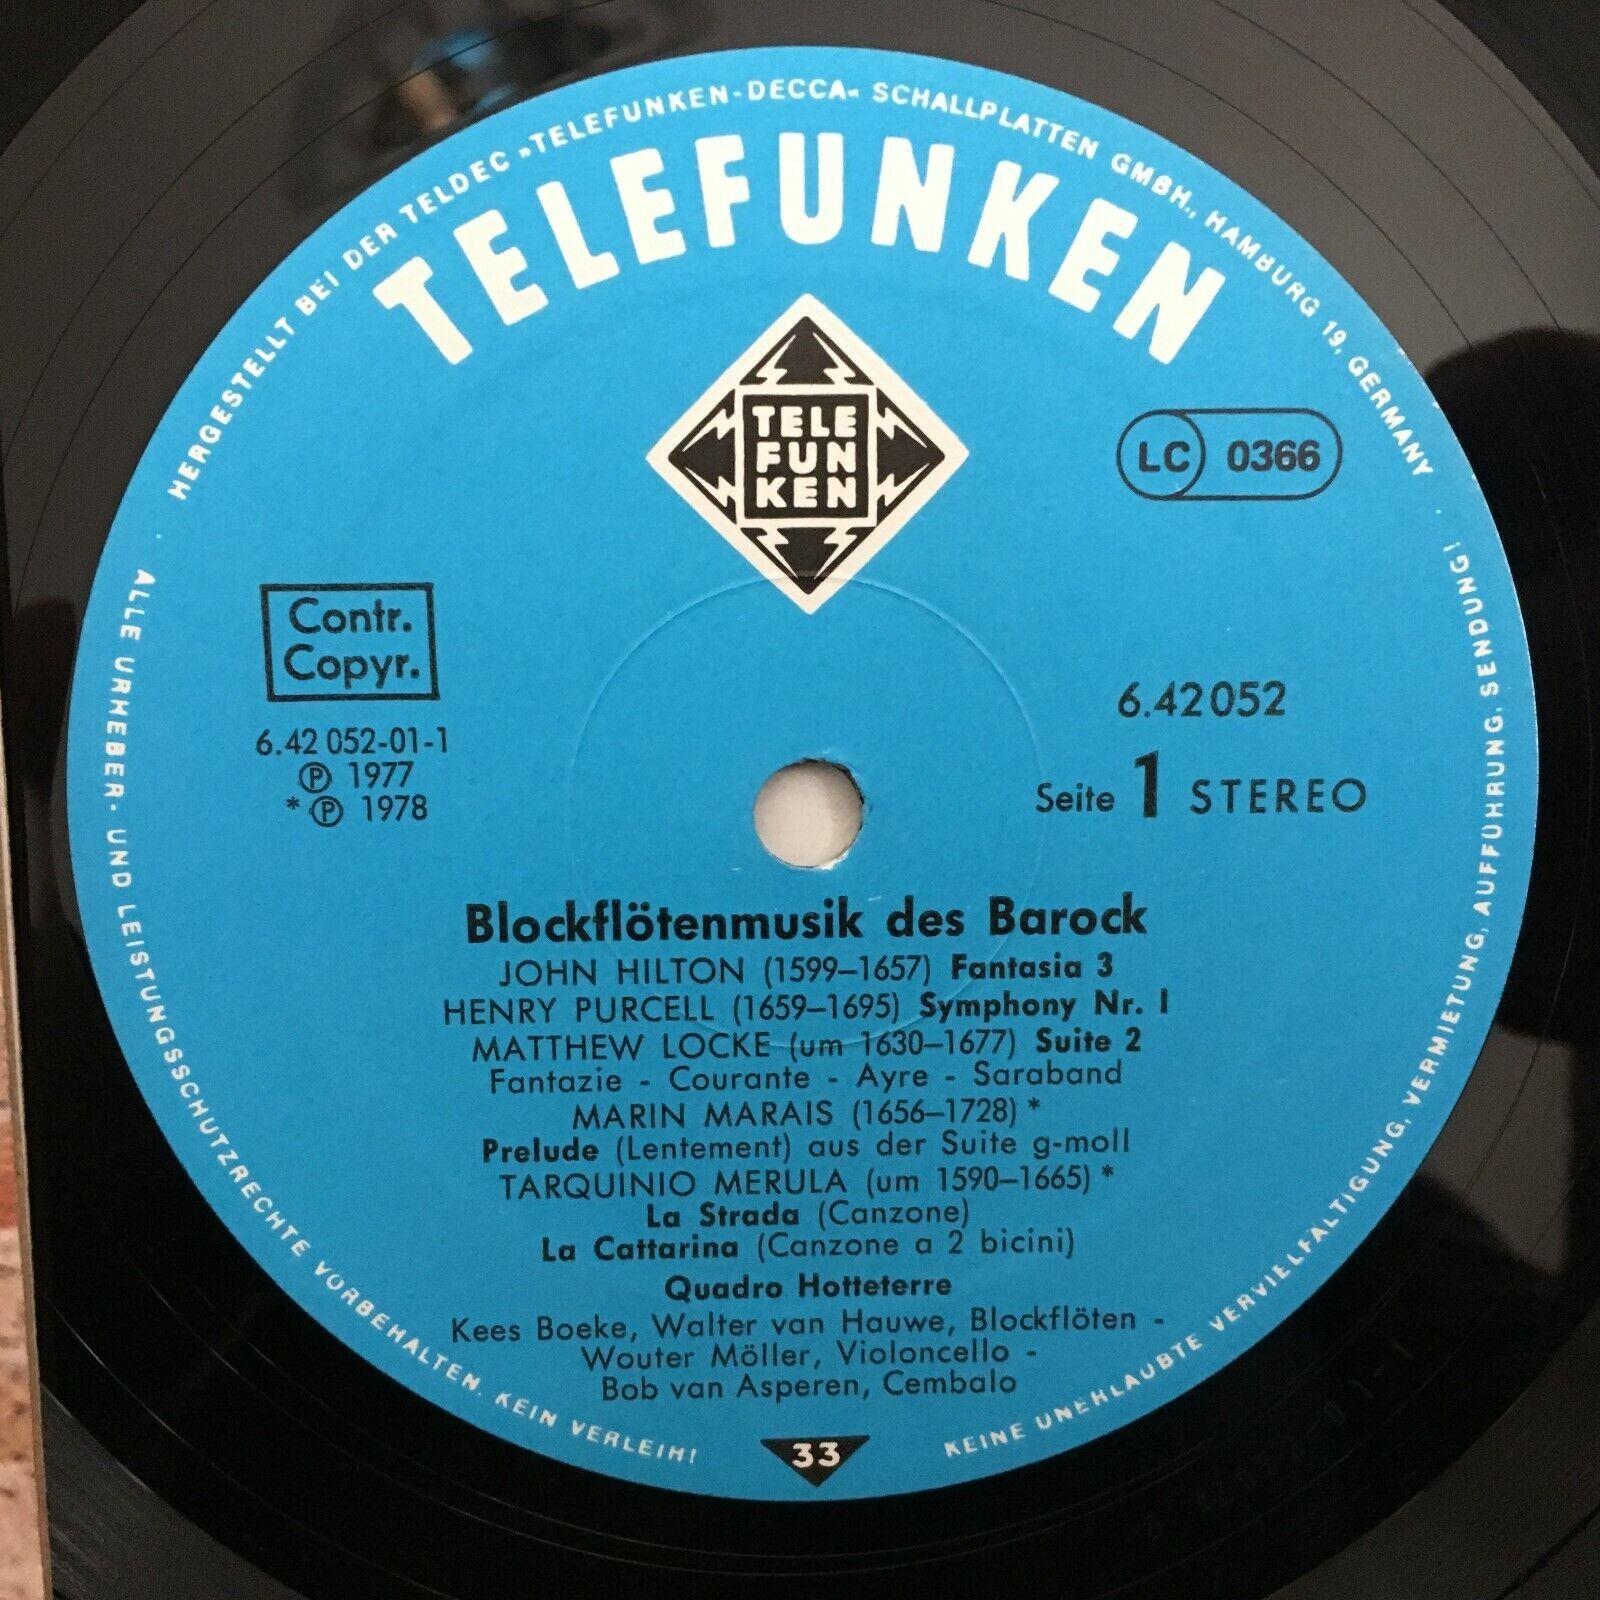 HERGESTELLT BEI DER TELDEC »TELEFUNKEN-DECCA« SCHALLPLATTEN GMBH., HAMBURG 19, GERMANY
TELEFUNKEN
TELE
FUN
KEN
LC 0366
Contr.
Copyr.
6.42 052-01-1
Ⓟ 1977
* Ⓟ 1978
6.42052
Seite 1 STEREO
Blockflötenmusik des Barock
JOHN HILTON (1599–1657) Fantasia 3
HENRY PURCELL (1659–1695) Symphony Nr. I
MATTHEW LOCKE (um 1630–1677) Suite 2
Fantazie - Courante - Ayre - Saraband
MARIN MARAIS (1656–1728) *
Prelude (Lentement) aus der Suite g-moll
TARQUINIO MERULA (um 1590–1665) *
La Strada (Canzone)
La Cattarina (Canzone a 2 bicini)
Quadro Hotteterre
Kees Boeke, Walter van Hauwe, Blockflöten -
Wouter Möller, Violoncello -
Bob van Asperen, Cembalo
33
ALLE URHEBER- UND LEISTUNGSSCHUTZRECHTE VORBEHALTEN. KEIN VERLEIH!
KEINE UNERLAUBTE VERVIELFÄLTIGUNG, VERMIETUNG, AUFFÜHRUNG, SENDUNG!